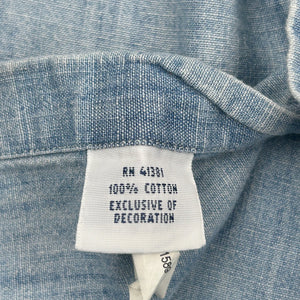 RN 41381
100% COTTON
EXCLUSIVE OF
DECORATION